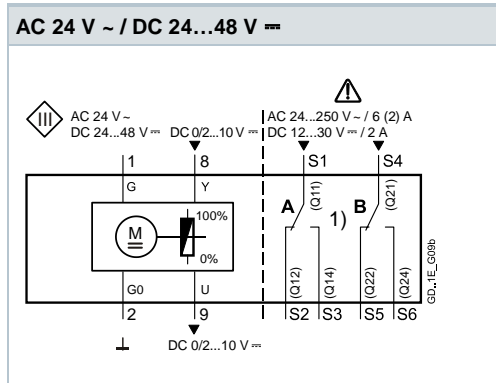 AC 24 V ~ / DC 24...48 V ⎓
AC 24 V ~
DC 24...48 V ⎓
DC 0/2...10 V ⎓
AC 24...250 V ~ / 6 (2) A
DC 12...30 V ⎓ / 2 A
III
1
8
S1
S4
G
Y
(Q11)
(Q21)
A
B
1)
M
100%
0%
G0
U
(Q12)
(Q14)
(Q22)
(Q24)
2
9
S2
S3
S5
S6
DC 0/2...10 V ⎓
GD_1E_G09b